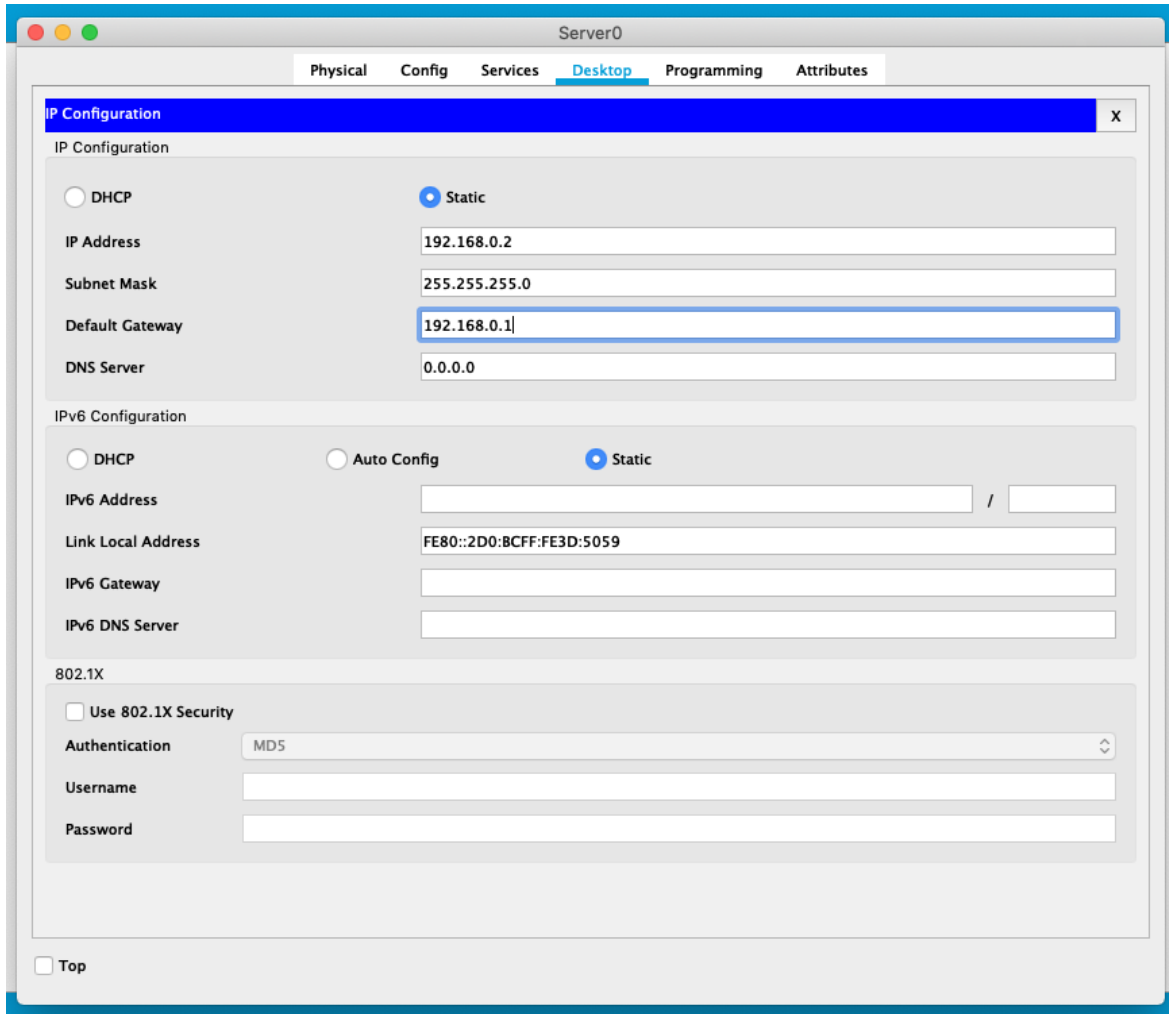 Server0
Physical Config Services Desktop Programming Attributes
IP Configuration X
IP Configuration
DHCP Static
IP Address 192.168.0.2
Subnet Mask 255.255.255.0
Default Gateway 192.168.0.1
DNS Server 0.0.0.0
IPv6 Configuration
DHCP Auto Config Static
IPv6 Address /
Link Local Address FE80::2D0:BCFF:FE3D:5059
IPv6 Gateway
IPv6 DNS Server
802.1X
Use 802.1X Security
Authentication MD5
Username
Password
Top